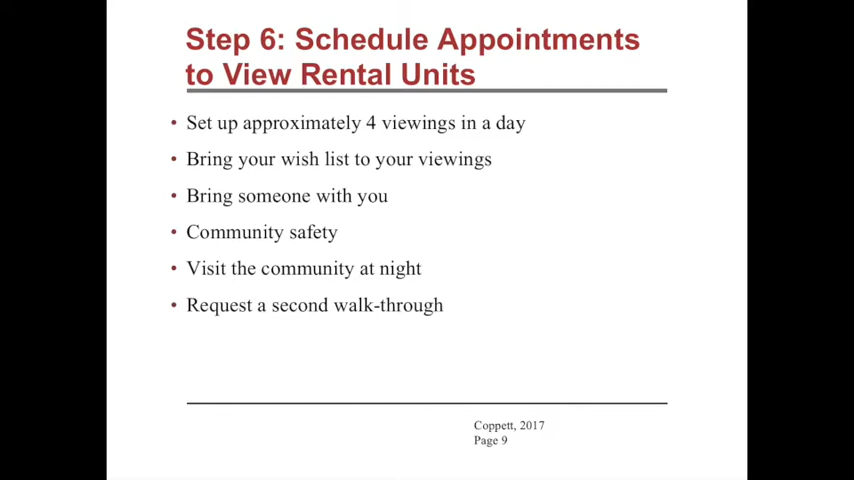 Step 6: Schedule Appointments
to View Rental Units
• Set up approximately 4 viewings in a day
• Bring your wish list to your viewings
• Bring someone with you
• Community safety
• Visit the community at night
• Request a second walk-through
Coppett, 2017
Page 9